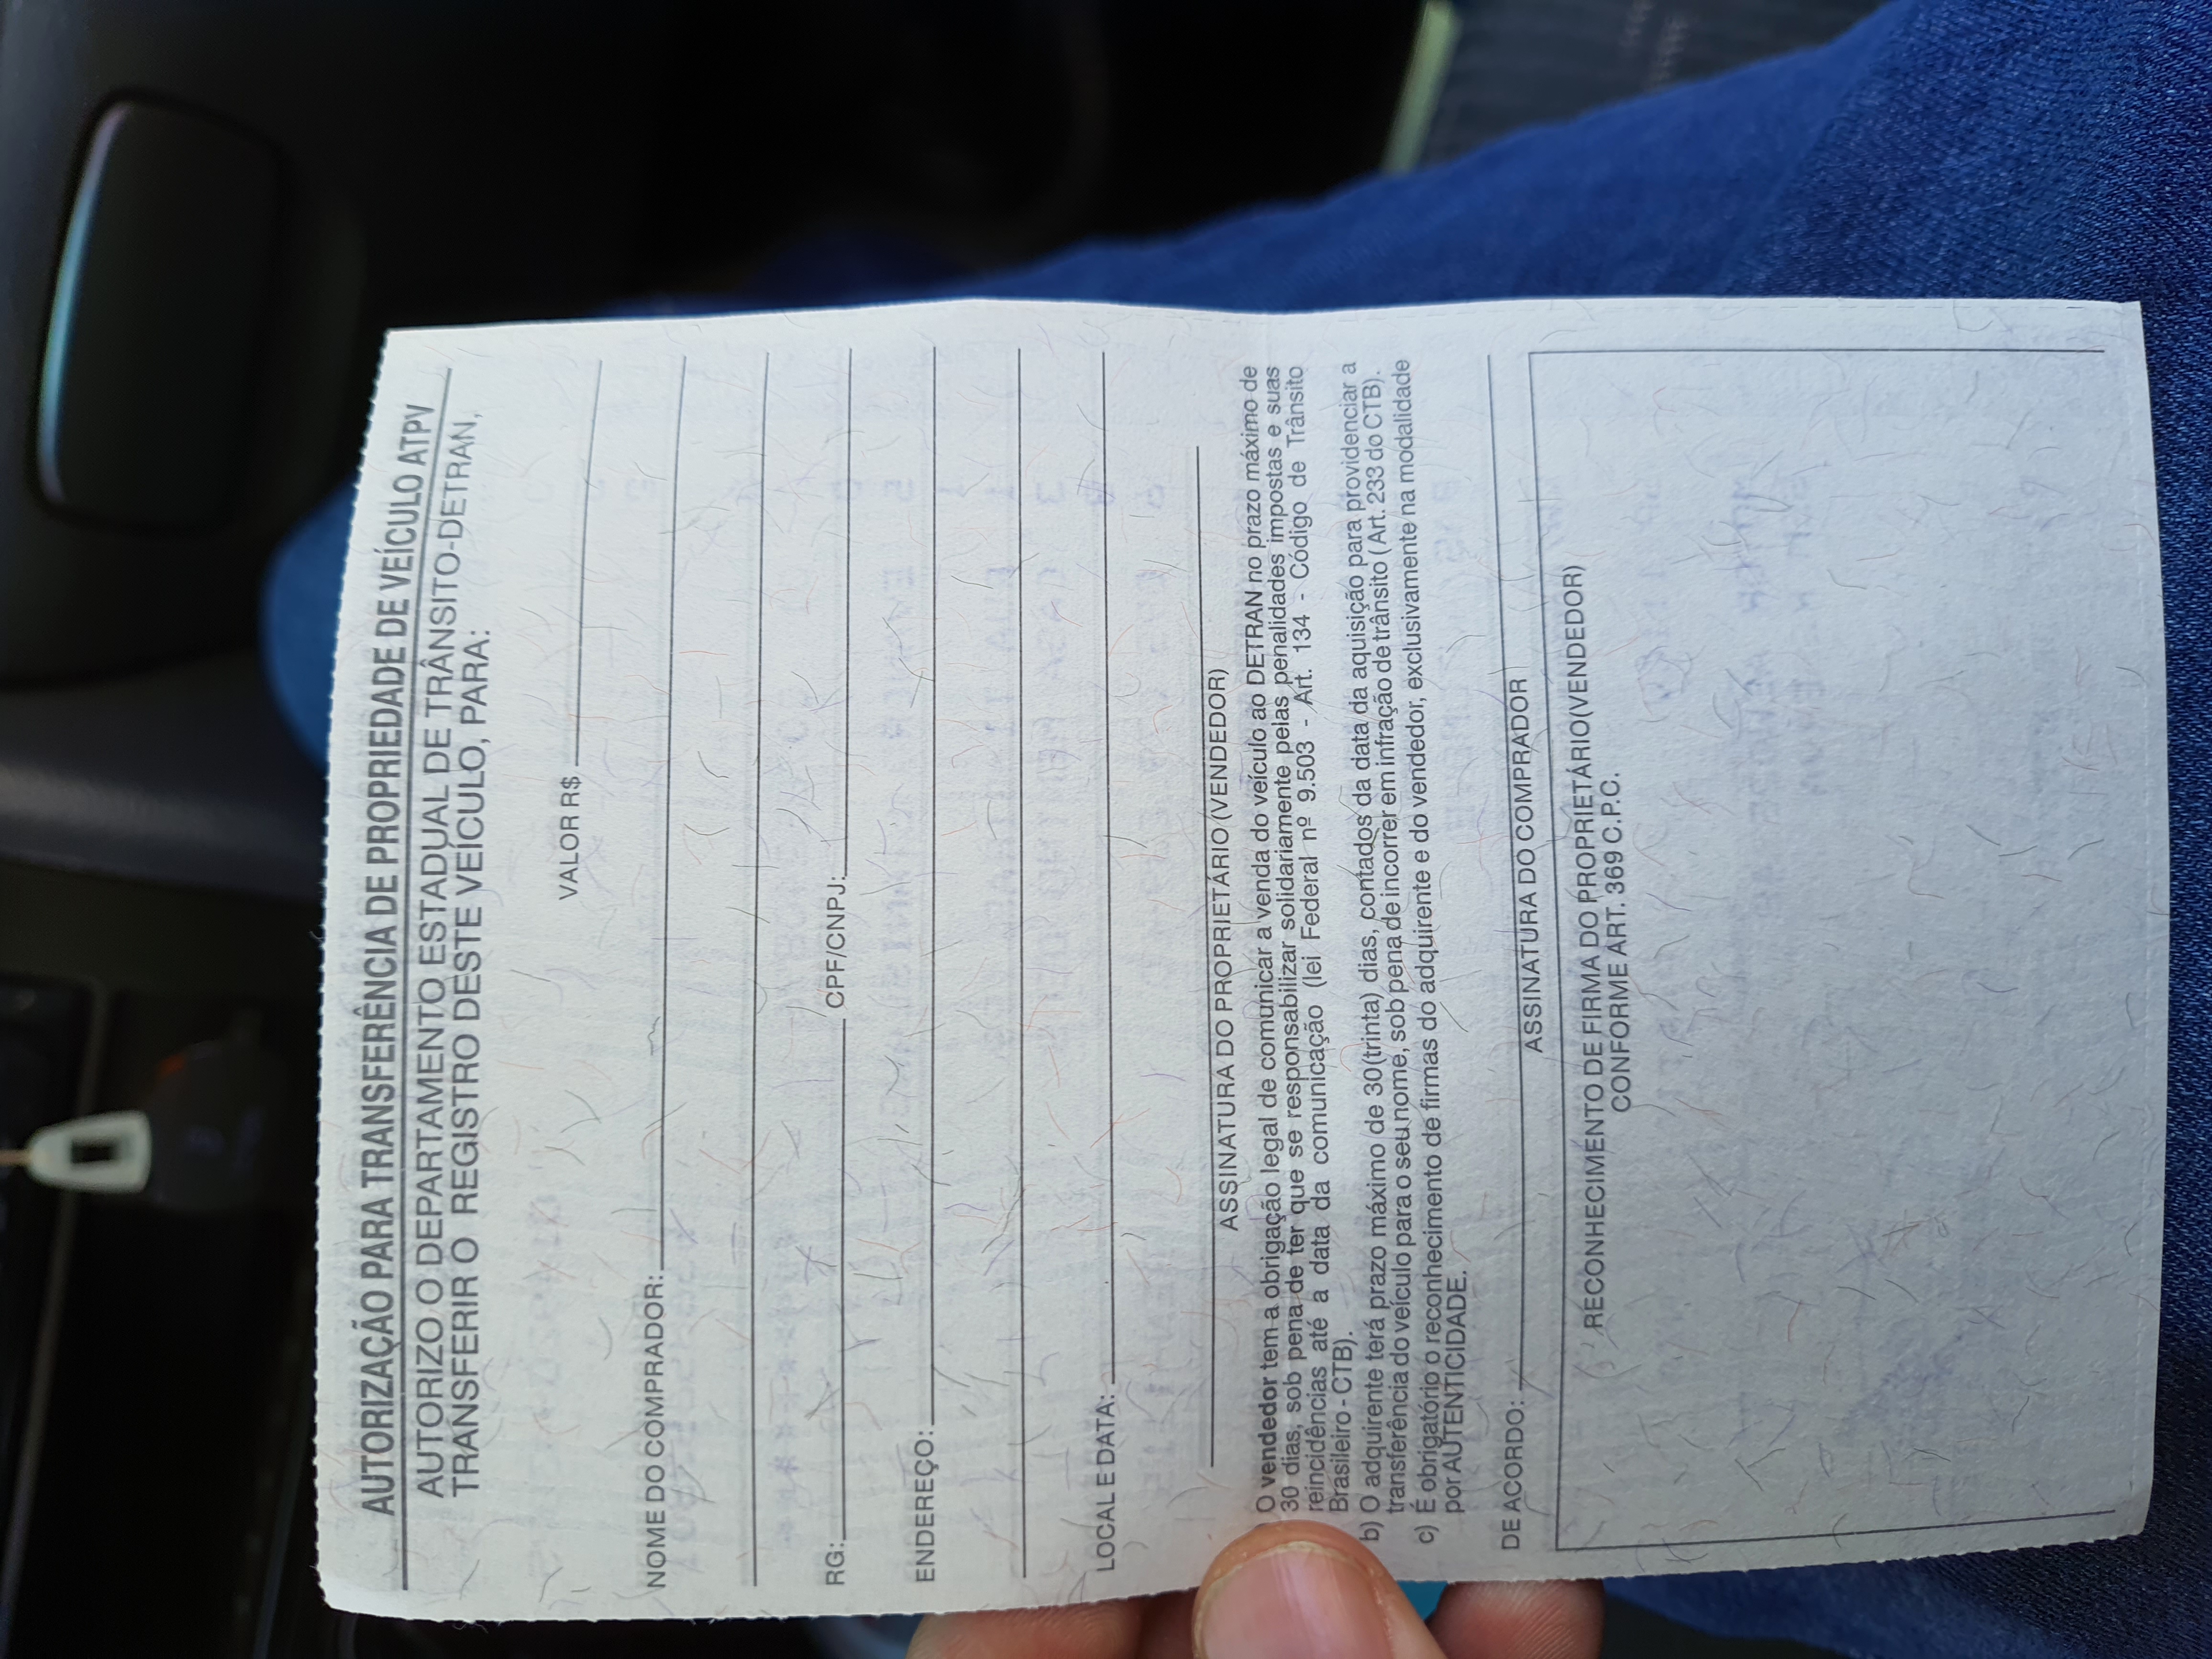 AUTORIZAÇÃO PARA TRANSFERÊNCIA DE PROPRIEDADE DE VEÍCULO ATPV
AUTORIZO O DEPARTAMENTO ESTADUAL DE TRÂNSITO-DETRAN,
TRANSFERIR O REGISTRO DESTE VEÍCULO, PARA:
VALOR R$
NOME DO COMPRADOR:
RG: CPF/CNPJ:
ENDEREÇO:
LOCAL E DATA:
ASSINATURA DO PROPRIETÁRIO (VENDEDOR)
O vendedor tem a obrigação legal de comunicar a venda do veículo ao DETRAN no prazo máximo de
30 dias, sob pena de ter que se responsabilizar solidariamente pelas penalidades impostas e suas
reincidências até a data da comunicação (lei Federal nº 9.503 - Art. 134 - Código de Trânsito
Brasileiro - CTB).
b) O adquirente terá prazo máximo de 30(trinta) dias, contados da data da aquisição para providenciar a
transferência do veículo para o seu nome, sob pena de incorrer em infração de trânsito (Art. 233 do CTB).
c) É obrigatório o reconhecimento de firmas do adquirente e do vendedor, exclusivamente na modalidade
por AUTENTICIDADE.
DE ACORDO:
ASSINATURA DO COMPRADOR
RECONHECIMENTO DE FIRMA DO PROPRIETÁRIO(VENDEDOR)
CONFORME ART. 369 C.P.C.